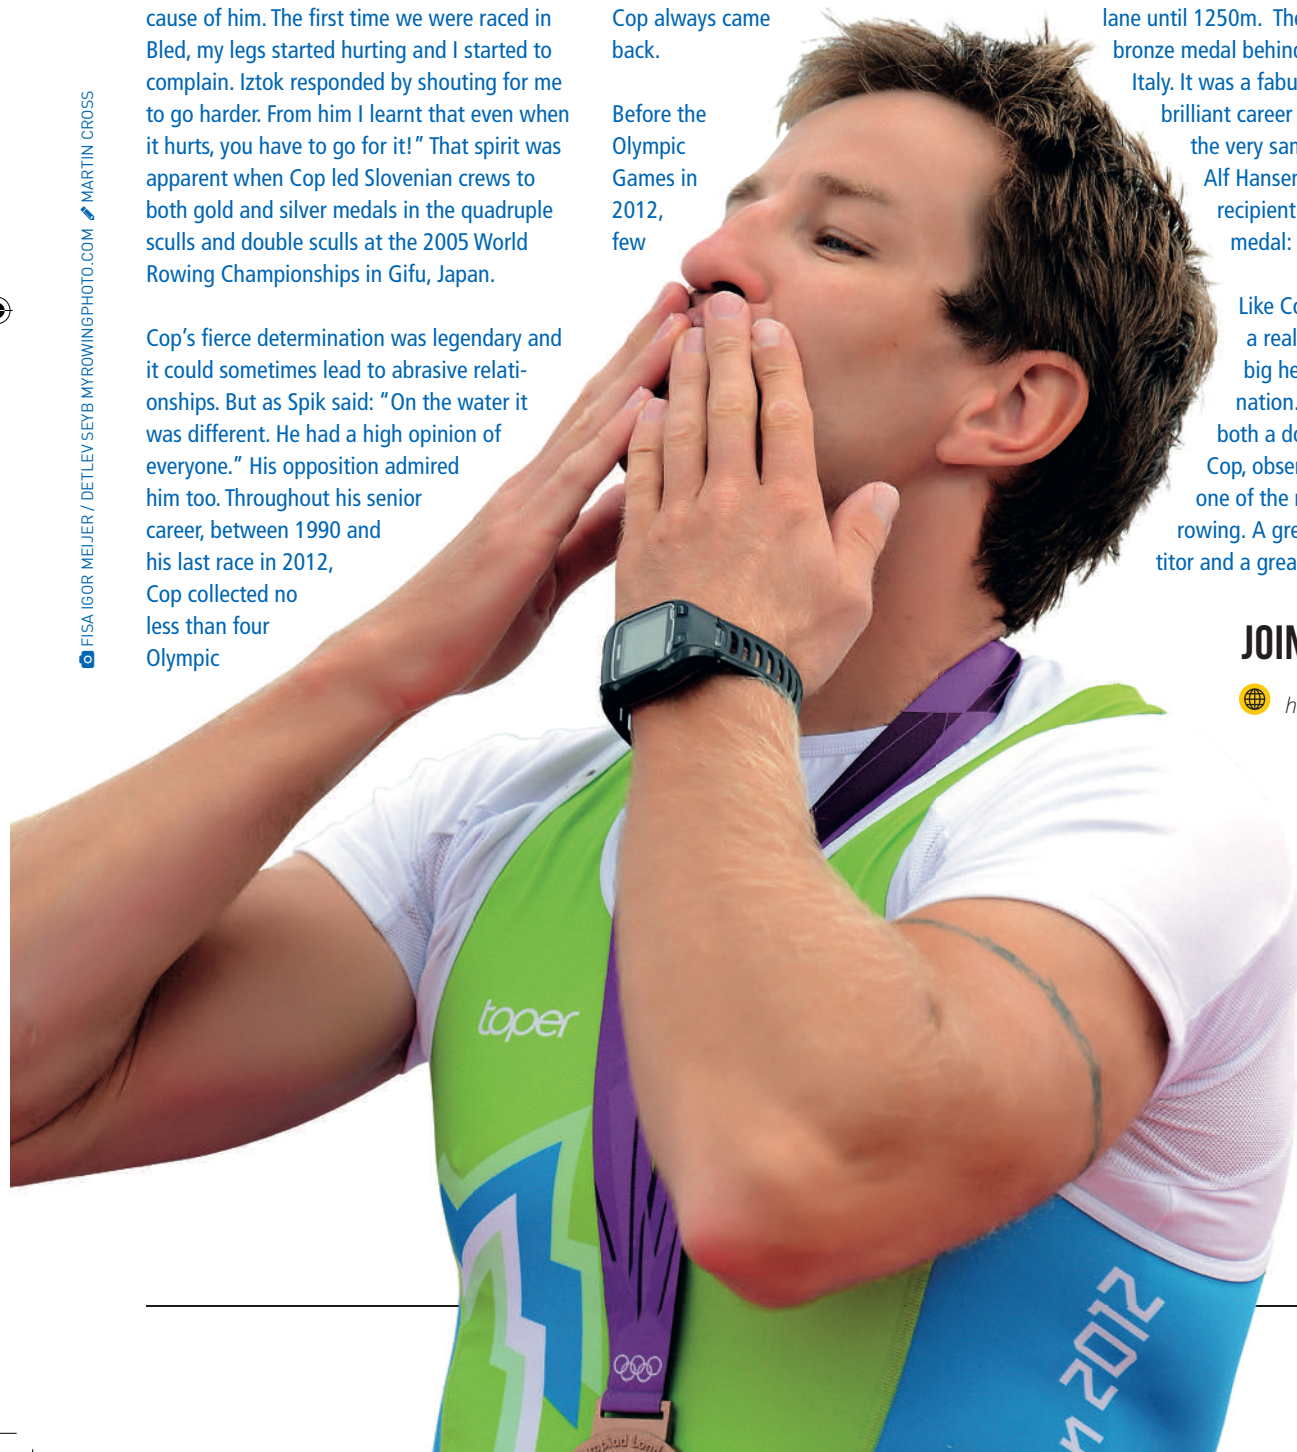 cause of him. The first time we were raced in
Bled, my legs started hurting and I started to
complain. Iztok responded by shouting for me
to go harder. From him I learnt that even when
it hurts, you have to go for it!” That spirit was
apparent when Cop led Slovenian crews to
both gold and silver medals in the quadruple
sculls and double sculls at the 2005 World
Rowing Championships in Gifu, Japan.
Cop’s fierce determination was legendary and
it could sometimes lead to abrasive relati-
onships. But as Spik said: “On the water it
was different. He had a high opinion of
everyone.” His opposition admired
him too. Throughout his senior
career, between 1990 and
his last race in 2012,
Cop collected no
less than four
Olympic
Cop always came
back.
Before the
Olympic
Games in
2012,
few
lane until 1250m. The
bronze medal behind
Italy. It was a fabu
brilliant career
the very sam
Alf Hansen
recipient
medal:
Like Co
a real
big he
nation.
both a do
Cop, obser
one of the
rowing. A gre
titor and a grea
JOIN
h
FISA IGOR MEIJER / DETLEV SEYB MYROWINGPHOTO.COM MARTIN CROSS
toper
n 2012
mpiad Lond